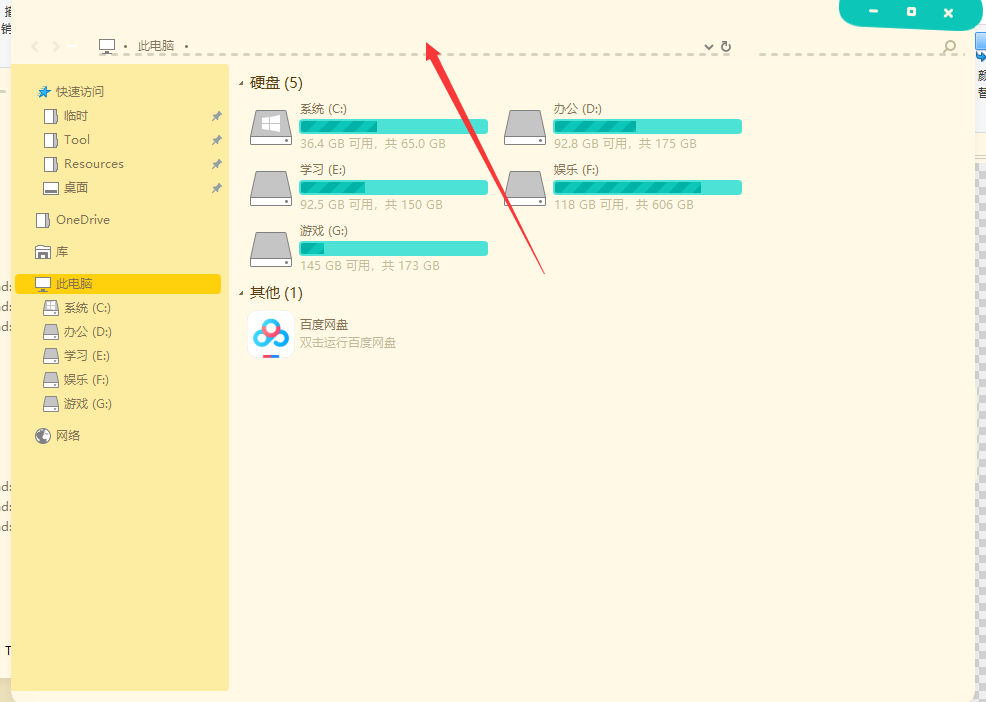 此电脑
快速访问
临时
Tool
Resources
桌面
OneDrive
库
此电脑
系统 (C:)
办公 (D:)
学习 (E:)
娱乐 (F:)
游戏 (G:)
网络
硬盘 (5)
系统 (C:)
36.4 GB 可用，共 65.0 GB
办公 (D:)
92.8 GB 可用，共 175 GB
学习 (E:)
92.5 GB 可用，共 150 GB
娱乐 (F:)
118 GB 可用，共 606 GB
游戏 (G:)
145 GB 可用，共 173 GB
其他 (1)
百度网盘
双击运行百度网盘